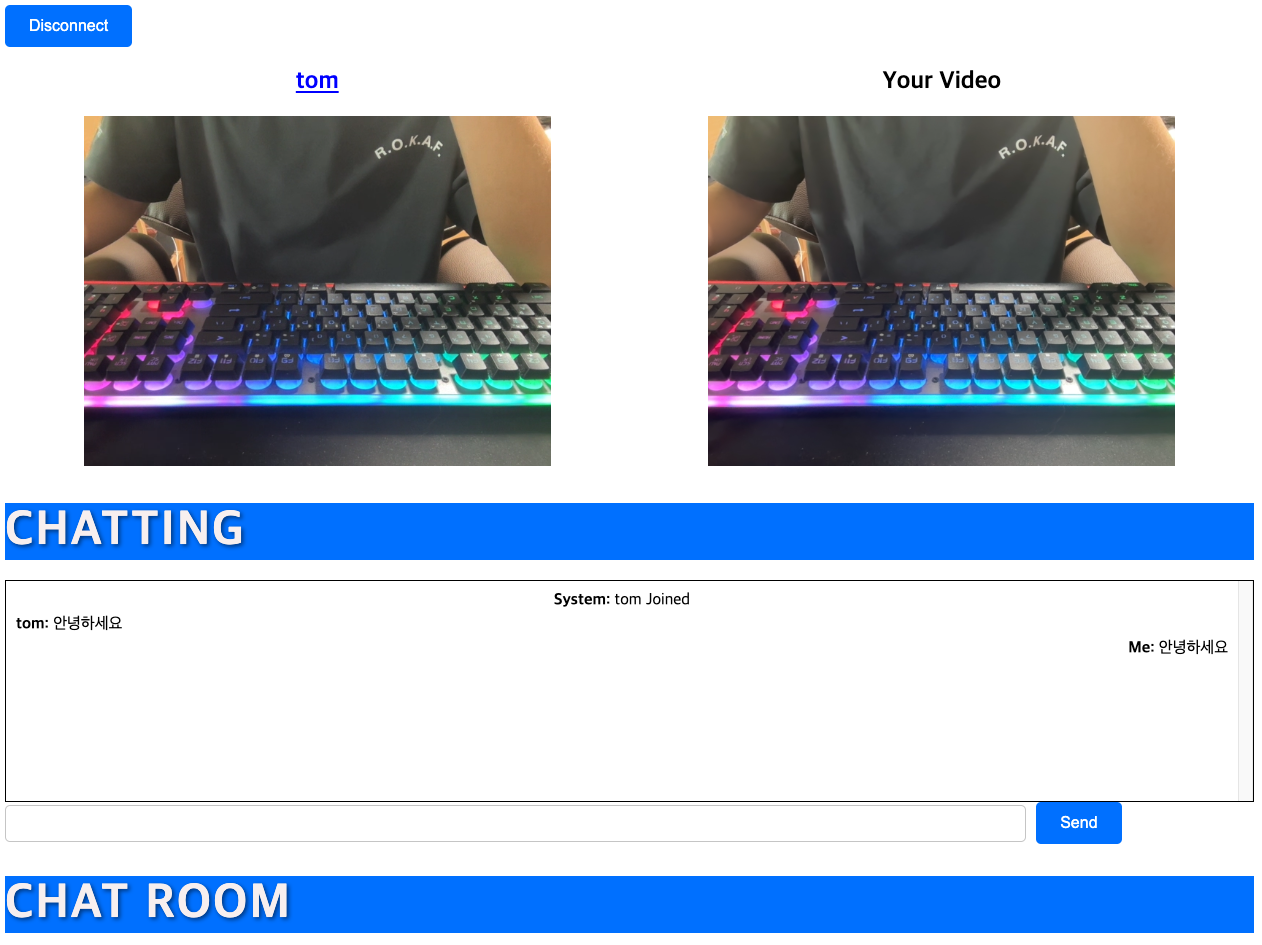 Disconnect
tom
Your Video
R.O.K.A.F.
R.O.K.A.F.
CHATTING
System: tom Joined
tom: 안녕하세요
Me: 안녕하세요
Send
CHAT ROOM